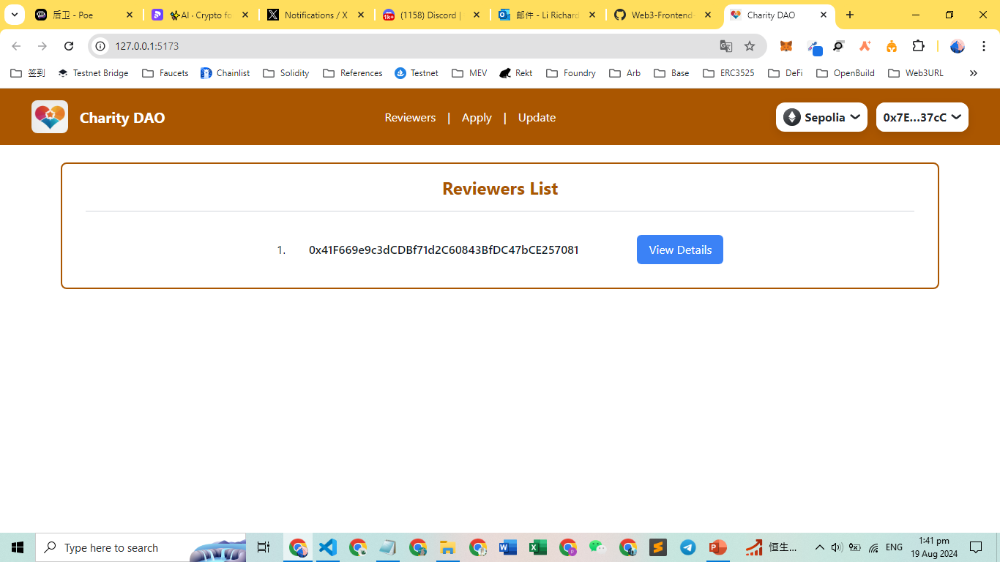 后卫 - Poe
AI · Crypto fo
Notifications / X
(1158) Discord |
邮件 - Li Richard
Web3-Frontend-
Charity DAO
127.0.0.1:5173
签到
Testnet Bridge
Faucets
Chainlist
Solidity
References
Testnet
MEV
Rekt
Foundry
Arb
Base
ERC3525
DeFi
OpenBuild
Web3URL
Charity DAO
Reviewers | Apply | Update
Sepolia
0x7E...37cC
Reviewers List
1. 0x41F669e9c3dCDBf71d2C60843BfDC47bCE257081 View Details
Type here to search
恒生...
ENG
1:41 pm
19 Aug 2024